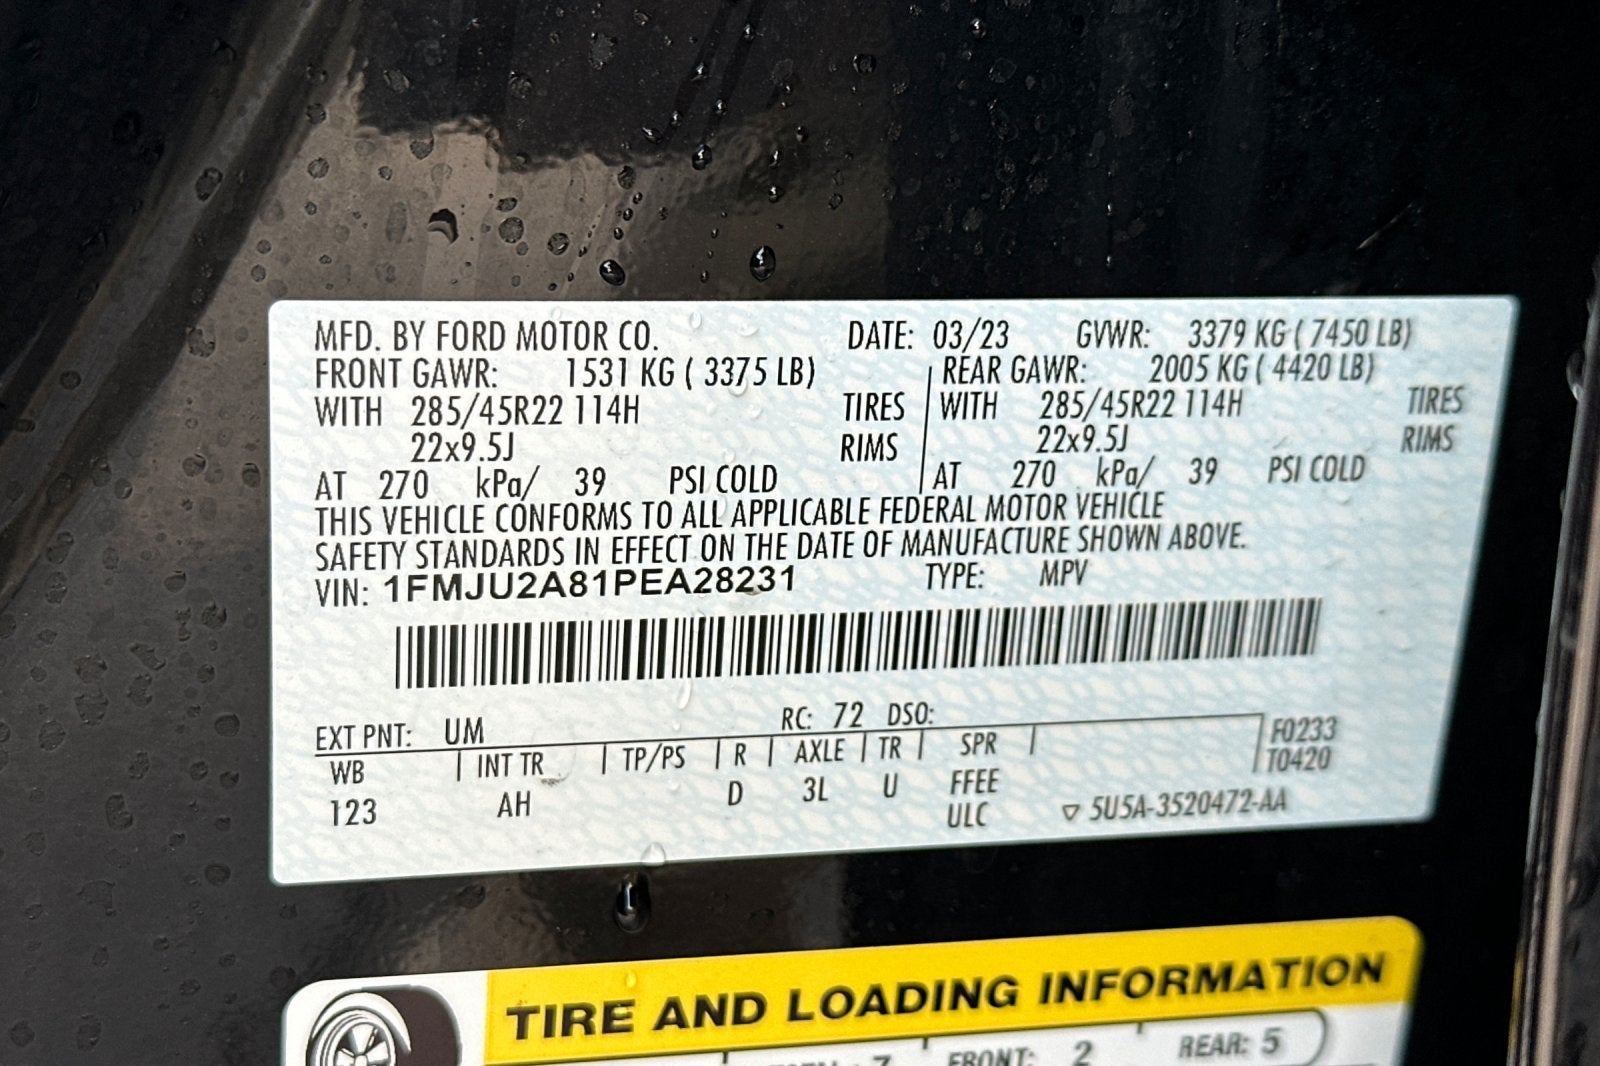 MFD. BY FORD MOTOR CO. DATE: 03/23 GVWR: 3379 KG ( 7450 LB)
FRONT GAWR: 1531 KG ( 3375 LB) REAR GAWR: 2005 KG ( 4420 LB)
WITH 285/45R22 114H TIRES WITH 285/45R22 114H TIRES
22x9.5J RIMS 22x9.5J RIMS
AT 270 kPa/ 39 PSI COLD AT 270 kPa/ 39 PSI COLD
THIS VEHICLE CONFORMS TO ALL APPLICABLE FEDERAL MOTOR VEHICLE
SAFETY STANDARDS IN EFFECT ON THE DATE OF MANUFACTURE SHOWN ABOVE.
VIN: 1FMJU2A81PEA28231 TYPE: MPV
EXT PNT: UM RC: 72 DSO:
WB INT TR TP/PS R AXLE TR SPR F0233
123 AH D 3L U FFEE T0420
ULC 5U5A-3520472-AA
TIRE AND LOADING INFORMATION
7 FRONT: 2 REAR: 5